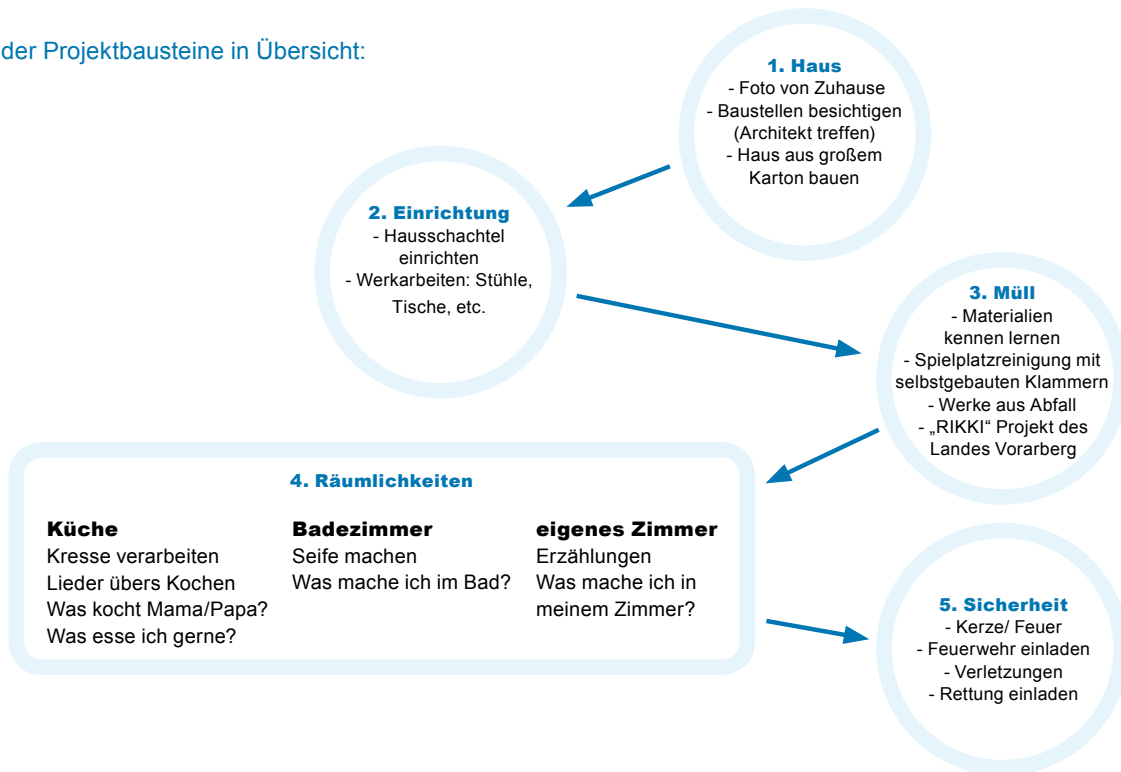 der Projektbausteine in Übersicht:
1. Haus
- Foto von Zuhause
- Baustellen besichtigen
(Architekt treffen)
- Haus aus großem
Karton bauen
2. Einrichtung
- Hausschachtel
einrichten
- Werkarbeiten: Stühle,
Tische, etc.
3. Müll
- Materialien
kennen lernen
- Spielplatzreinigung mit
selbstgebauten Klammern
- Werke aus Abfall
- „RIKKI“ Projekt des
Landes Vorarberg
4. Räumlichkeiten
Küche
Kresse verarbeiten
Lieder übers Kochen
Was kocht Mama/Papa?
Was esse ich gerne?
Badezimmer
Seife machen
Was mache ich im Bad?
eigenes Zimmer
Erzählungen
Was mache ich in
meinem Zimmer?
5. Sicherheit
- Kerze/ Feuer
- Feuerwehr einladen
- Verletzungen
- Rettung einladen